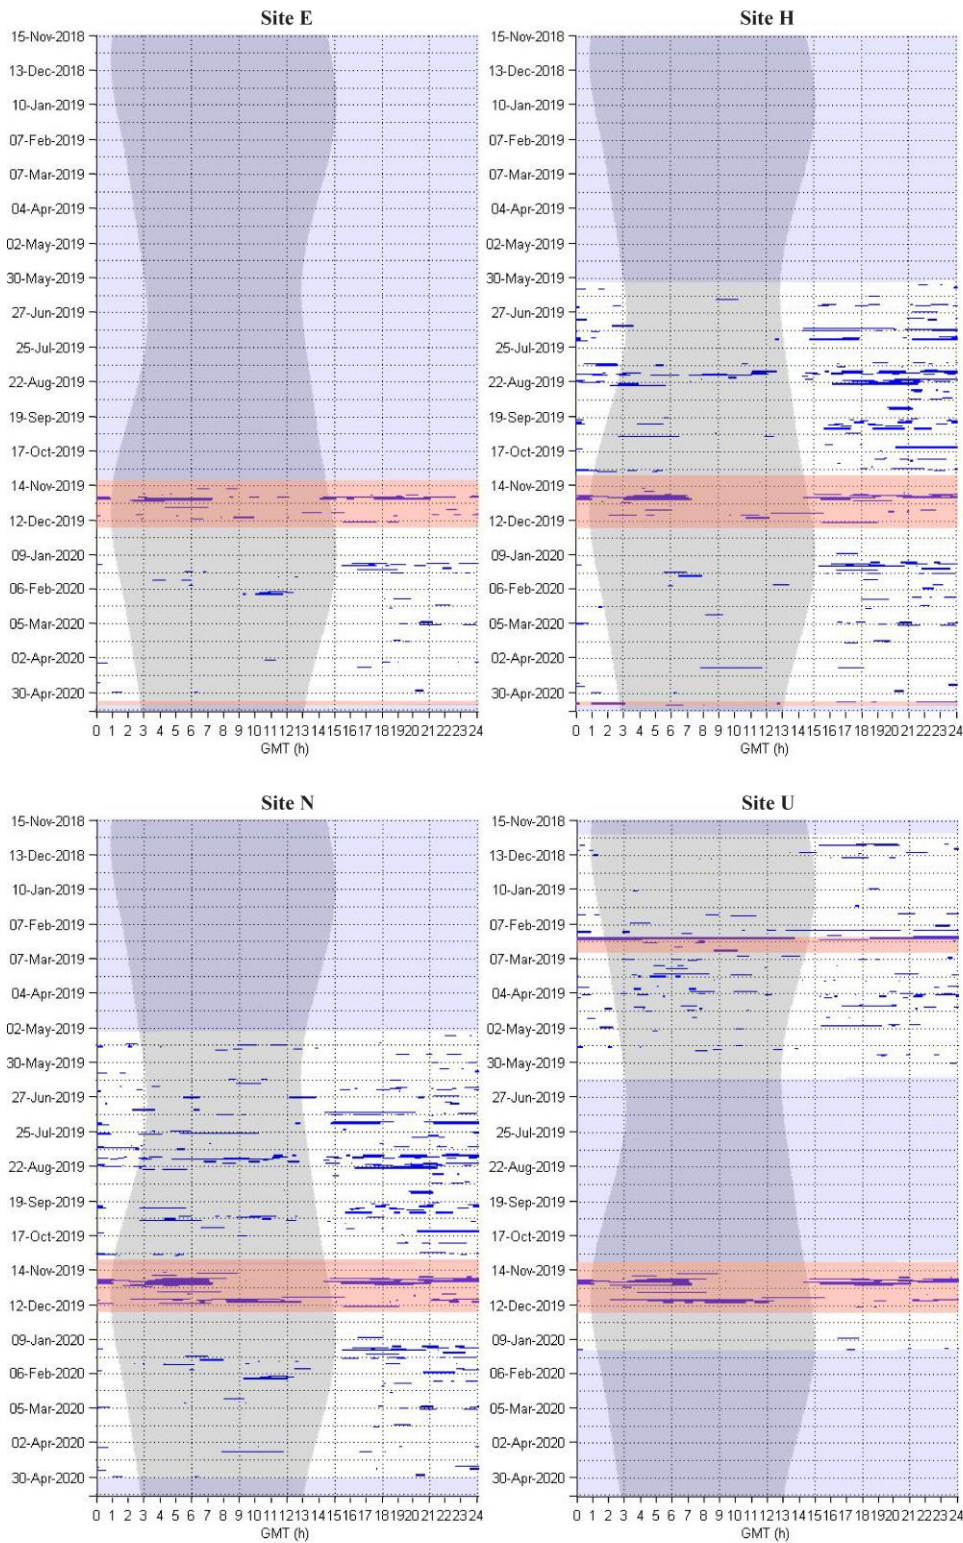 Site E
15-Nov-2018
13-Dec-2018
10-Jan-2019
07-Feb-2019
07-Mar-2019
04-Apr-2019
02-May-2019
30-May-2019
27-Jun-2019
25-Jul-2019
22-Aug-2019
19-Sep-2019
17-Oct-2019
14-Nov-2019
12-Dec-2019
09-Jan-2020
06-Feb-2020
05-Mar-2020
02-Apr-2020
30-Apr-2020
0 1 2 3 4 5 6 7 8 9 10 11 12 13 14 15 16 17 18 19 20 21 22 23 24
GMT (h)
Site H
15-Nov-2018
13-Dec-2018
10-Jan-2019
07-Feb-2019
07-Mar-2019
04-Apr-2019
02-May-2019
30-May-2019
27-Jun-2019
25-Jul-2019
22-Aug-2019
19-Sep-2019
17-Oct-2019
14-Nov-2019
12-Dec-2019
09-Jan-2020
06-Feb-2020
05-Mar-2020
02-Apr-2020
30-Apr-2020
0 1 2 3 4 5 6 7 8 9 10 11 12 13 14 15 16 17 18 19 20 21 22 23 24
GMT (h)
Site N
15-Nov-2018
13-Dec-2018
10-Jan-2019
07-Feb-2019
07-Mar-2019
04-Apr-2019
02-May-2019
30-May-2019
27-Jun-2019
25-Jul-2019
22-Aug-2019
19-Sep-2019
17-Oct-2019
14-Nov-2019
12-Dec-2019
09-Jan-2020
06-Feb-2020
05-Mar-2020
02-Apr-2020
30-Apr-2020
0 1 2 3 4 5 6 7 8 9 10 11 12 13 14 15 16 17 18 19 20 21 22 23 24
GMT (h)
Site U
15-Nov-2018
13-Dec-2018
10-Jan-2019
07-Feb-2019
07-Mar-2019
04-Apr-2019
02-May-2019
30-May-2019
27-Jun-2019
25-Jul-2019
22-Aug-2019
19-Sep-2019
17-Oct-2019
14-Nov-2019
12-Dec-2019
09-Jan-2020
06-Feb-2020
05-Mar-2020
02-Apr-2020
30-Apr-2020
0 1 2 3 4 5 6 7 8 9 10 11 12 13 14 15 16 17 18 19 20 21 22 23 24
GMT (h)